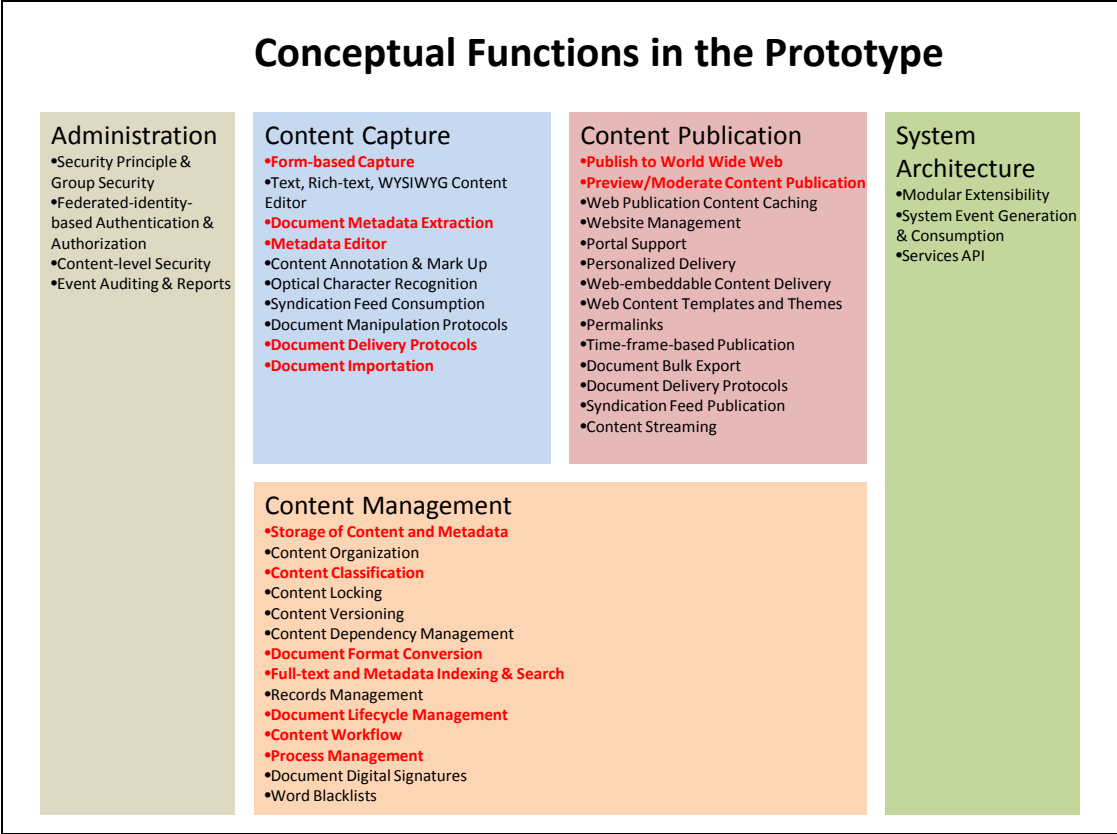 Conceptual Functions in the Prototype
Administration
•Security Principle &
Group Security
•Federated-identity-
based Authentication &
Authorization
•Content-level Security
•Event Auditing & Reports
Content Capture
•Form-based Capture
•Text, Rich-text, WYSIWYG Content
Editor
•Document Metadata Extraction
•Metadata Editor
•Content Annotation & Mark Up
•Optical Character Recognition
•Syndication Feed Consumption
•Document Manipulation Protocols
•Document Delivery Protocols
•Document Importation
Content Publication
•Publish to World Wide Web
•Preview/Moderate Content Publication
•Web Publication Content Caching
•Website Management
•Portal Support
•Personalized Delivery
•Web-embeddable Content Delivery
•Web Content Templates and Themes
•Permalinks
•Time-frame-based Publication
•Document Bulk Export
•Document Delivery Protocols
•Syndication Feed Publication
•Content Streaming
System
Architecture
•Modular Extensibility
•System Event Generation
& Consumption
•Services API
Content Management
•Storage of Content and Metadata
•Content Organization
•Content Classification
•Content Locking
•Content Versioning
•Content Dependency Management
•Document Format Conversion
•Full-text and Metadata Indexing & Search
•Records Management
•Document Lifecycle Management
•Content Workflow
•Process Management
•Document Digital Signatures
•Word Blacklists